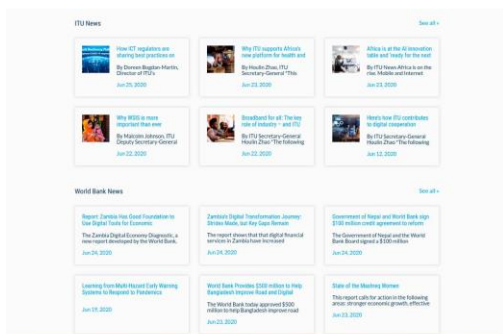 ITU News
See all »
How ICT regulators are
sharing best practices on
By Doreen Bogdan-Martin,
Director of ITU's
Jun 25, 2020
Why ITU supports Africa's
new platform for health and
By Houlin Zhao, ITU
Secretary-General "This
Jun 23, 2020
Africa is at the AI innovation
table and 'ready for the next
By ITU News Africa is on the
rise. Mobile and Internet
Jun 23, 2020
Why WSIS is more
important than ever
By Malcolm Johnson, ITU
Deputy Secretary-General
Jun 22, 2020
Broadband for all: The key
role of industry – and ITU
By ITU Secretary-General
Houlin Zhao "The following
Jun 22, 2020
Here's how ITU contributes
to digital cooperation
By ITU Secretary-General
Houlin Zhao "The following
Jun 12, 2020
World Bank News
See all »
Report: Zambia Has Good Foundation to
Use Digital Tools for Economic
The Zambia Digital Economy Diagnostic, a
new report developed by the World Bank,
Jun 24, 2020
Zambia's Digital Transformation Journey:
Strides Made, but Key Gaps Remain
The report shows that digital financial
services in Zambia have increased
Jun 24, 2020
Government of Nepal and World Bank sign
$100 million credit agreement to reform
The Government of Nepal and the World
Bank Board signed a $100 million
Jun 24, 2020
Learning from Multi-Hazard Early Warning
Systems to Respond to Pandemics
Jun 19, 2020
World Bank Provides $500 million to Help
Bangladesh Improve Road and Digital
The World Bank today approved $500
million to help Bangladesh improve road
Jun 23, 2020
State of the Mashreq Women
This report calls for action in the following
areas: stronger economic growth, effective
Jun 23, 2020